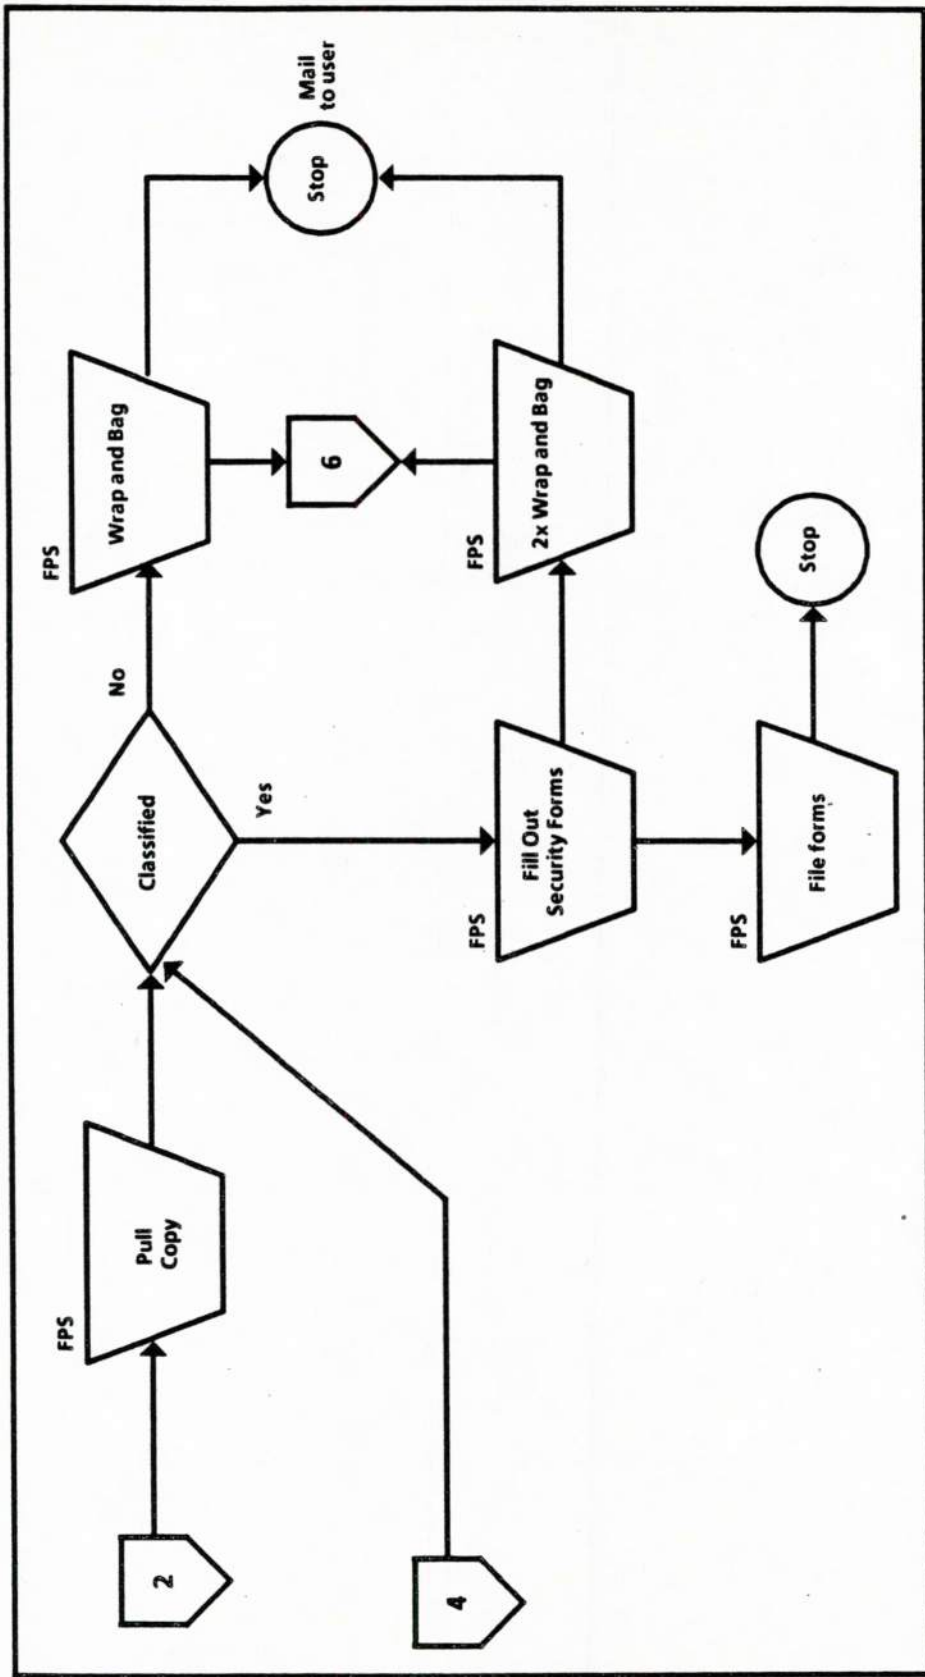 2
FPS
Pull
Copy
4
Classified
No
Yes
FPS
Wrap and Bag
6
Stop
Mail
to user
FPS
Fill Out
Security Forms
FPS
2x Wrap and Bag
FPS
File forms
Stop